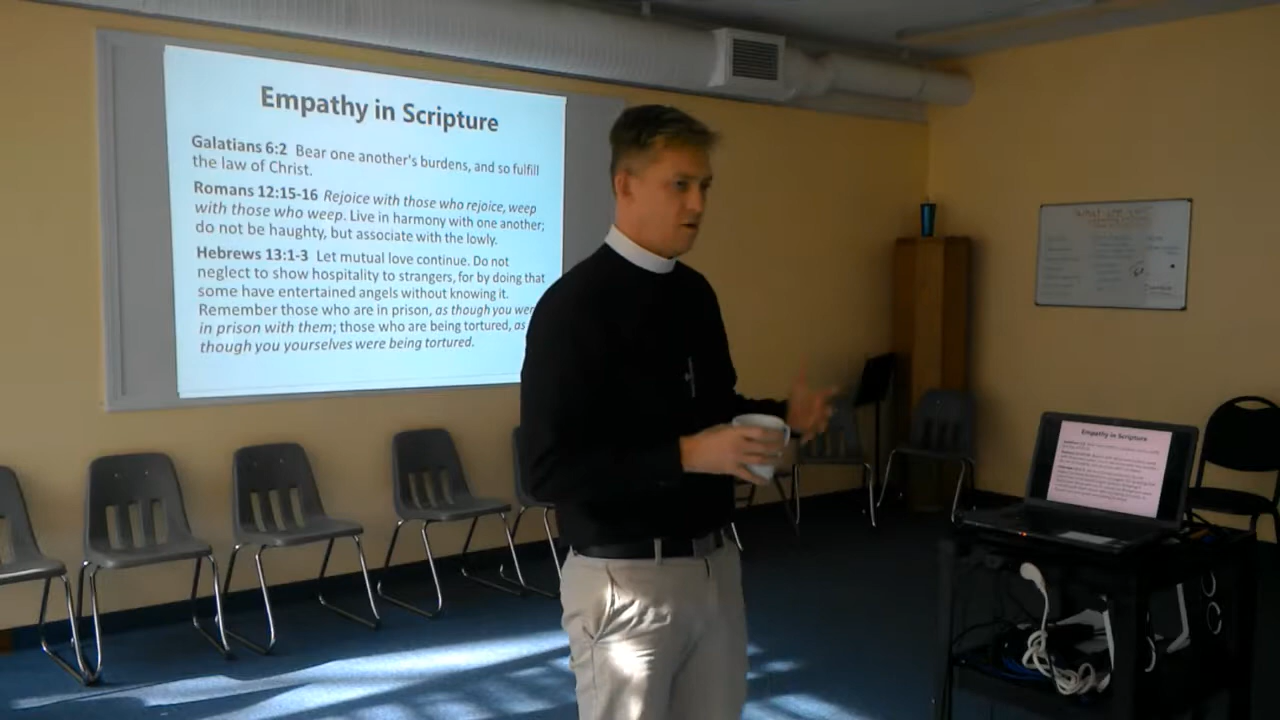 Empathy in Scripture
Galatians 6:2 Bear one another's burdens, and so fulfill
the law of Christ.
Romans 12:15-16 Rejoice with those who rejoice, weep
with those who weep. Live in harmony with one another;
do not be haughty, but associate with the lowly.
Hebrews 13:1-3 Let mutual love continue. Do not
neglect to show hospitality to strangers, for by doing that
some have entertained angels without knowing it.
Remember those who are in prison, as though you were
in prison with them; those who are being tortured, as
though you yourselves were being tortured.
Empathy in Scripture